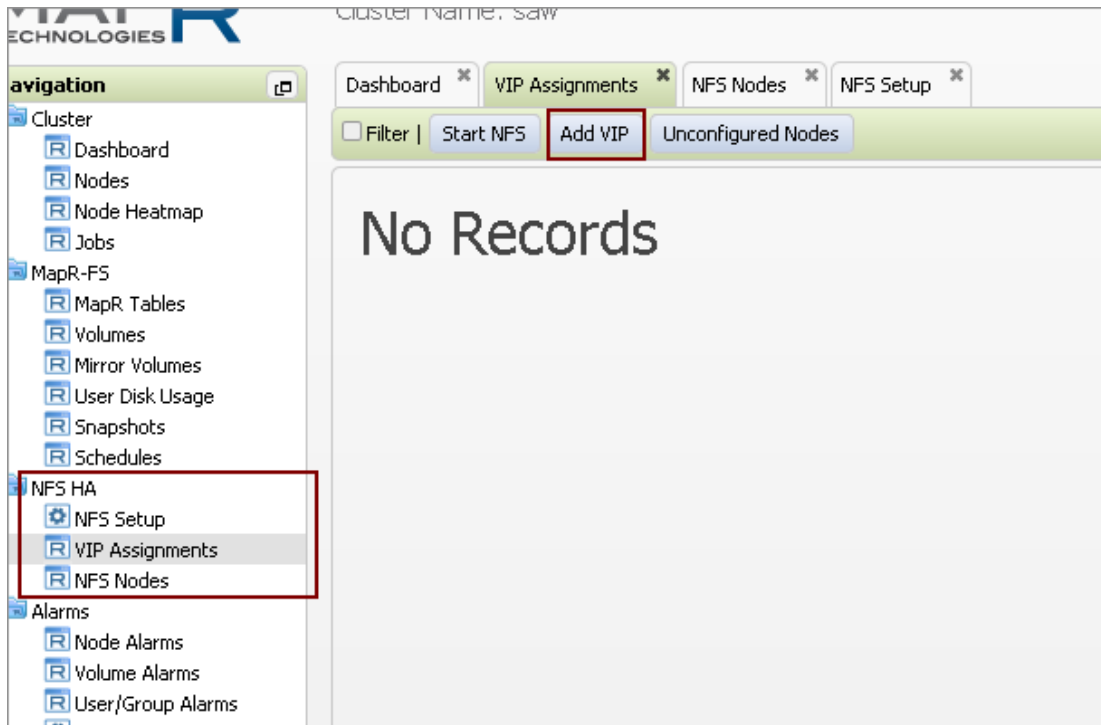 Cluster Name: saw
TECHNOLOGIES
avigation
Cluster
Dashboard
Nodes
Node Heatmap
Jobs
MapR-FS
MapR Tables
Volumes
Mirror Volumes
User Disk Usage
Snapshots
Schedules
NFS HA
NFS Setup
VIP Assignments
NFS Nodes
Alarms
Node Alarms
Volume Alarms
User/Group Alarms
Dashboard VIP Assignments NFS Nodes NFS Setup
Filter | Start NFS Add VIP Unconfigured Nodes
No Records